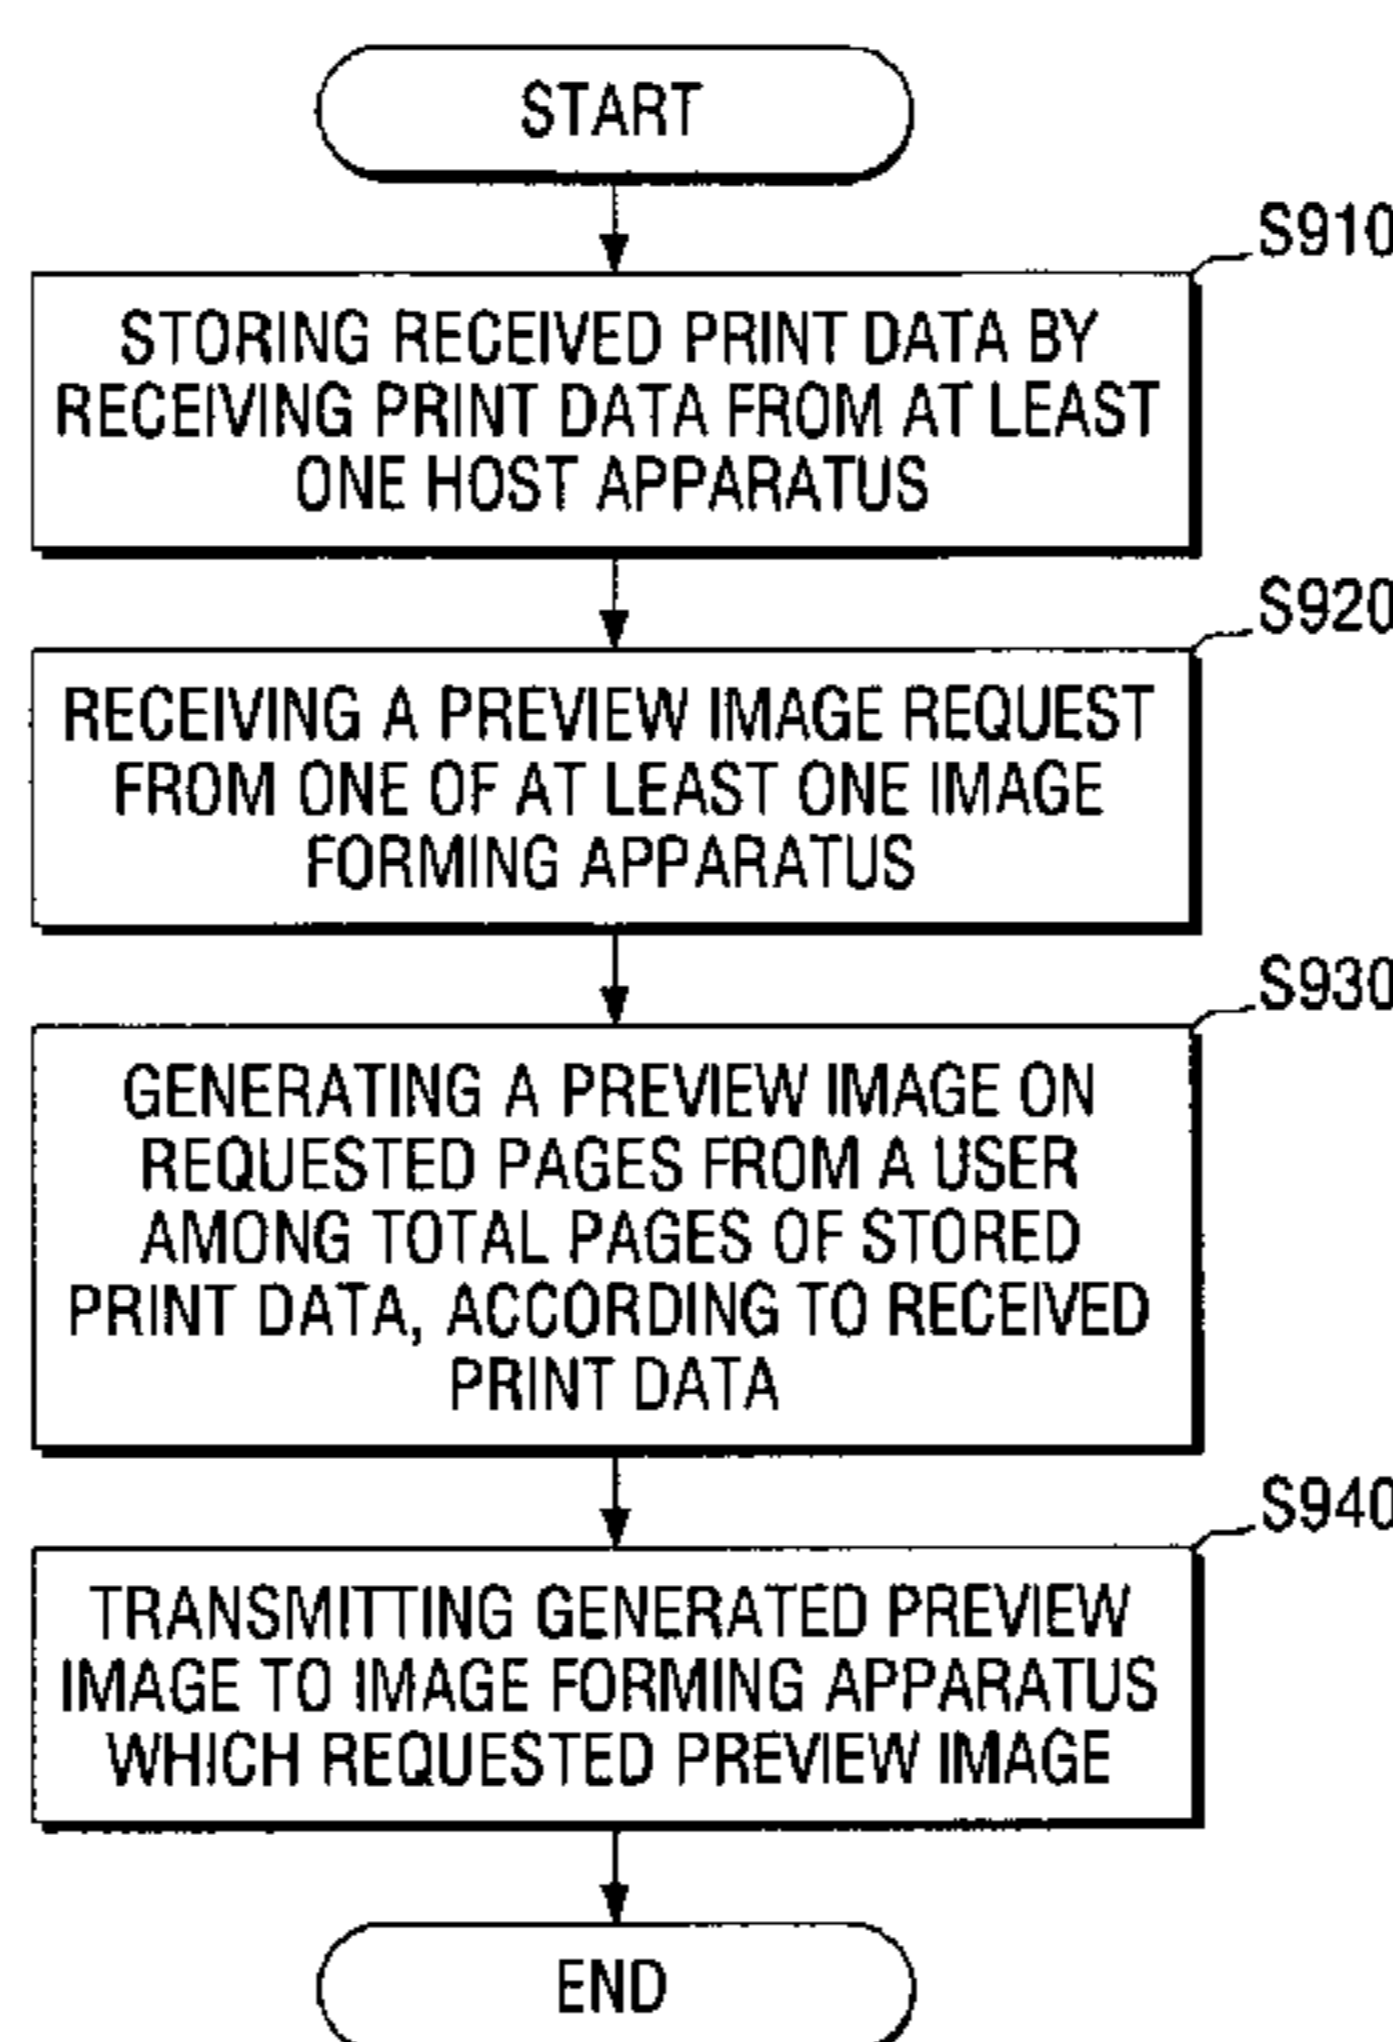 START
S910
STORING RECEIVED PRINT DATA BY
RECEIVING PRINT DATA FROM AT LEAST
ONE HOST APPARATUS
S920
RECEIVING A PREVIEW IMAGE REQUEST
FROM ONE OF AT LEAST ONE IMAGE
FORMING APPARATUS
S930
GENERATING A PREVIEW IMAGE ON
REQUESTED PAGES FROM A USER
AMONG TOTAL PAGES OF STORED
PRINT DATA, ACCORDING TO RECEIVED
PRINT DATA
S940
TRANSMITTING GENERATED PREVIEW
IMAGE TO IMAGE FORMING APPARATUS
WHICH REQUESTED PREVIEW IMAGE
END